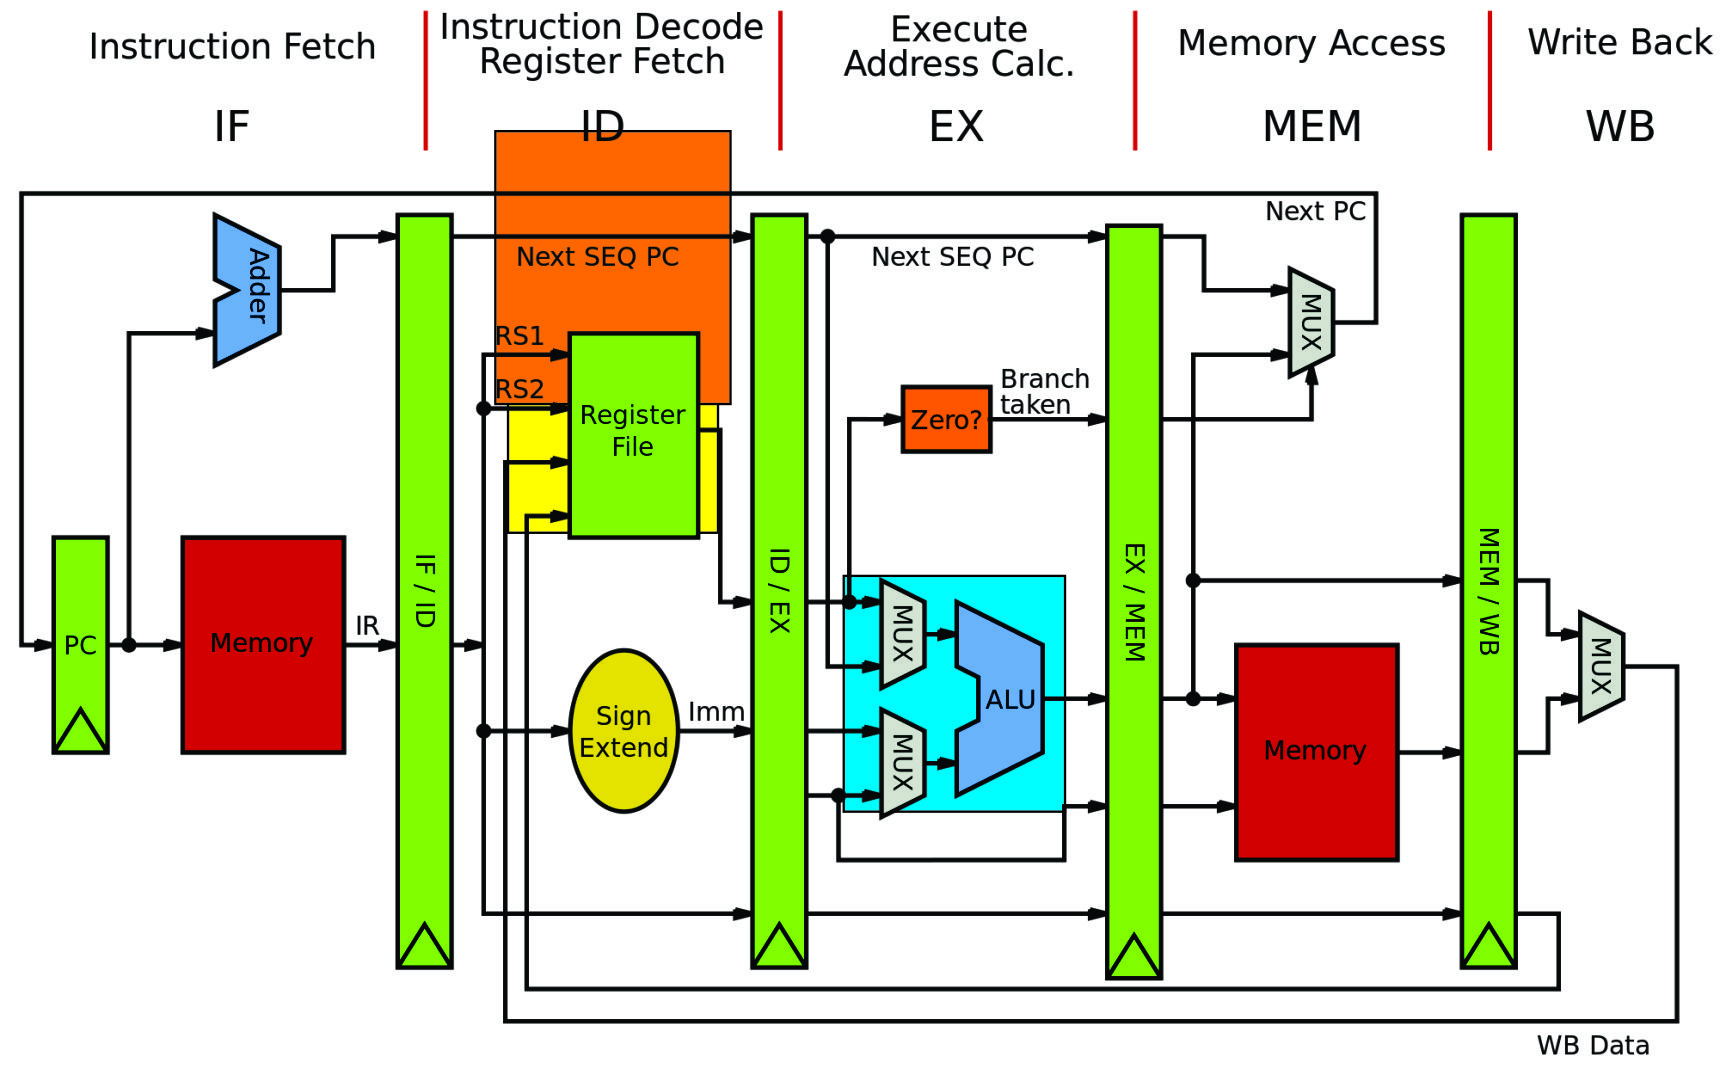 Instruction Fetch
IF
Instruction Decode
Register Fetch
ID
Execute
Address Calc.
EX
Memory Access
MEM
Write Back
WB
Next PC
Adder
Next SEQ PC
Next SEQ PC
MUX
RS1
RS2
Register
File
Zero?
Branch
taken
PC
Memory
IR
IF / ID
Sign
Extend
Imm
ID / EX
MUX
MUX
ALU
EX / MEM
Memory
MEM / WB
MUX
WB Data